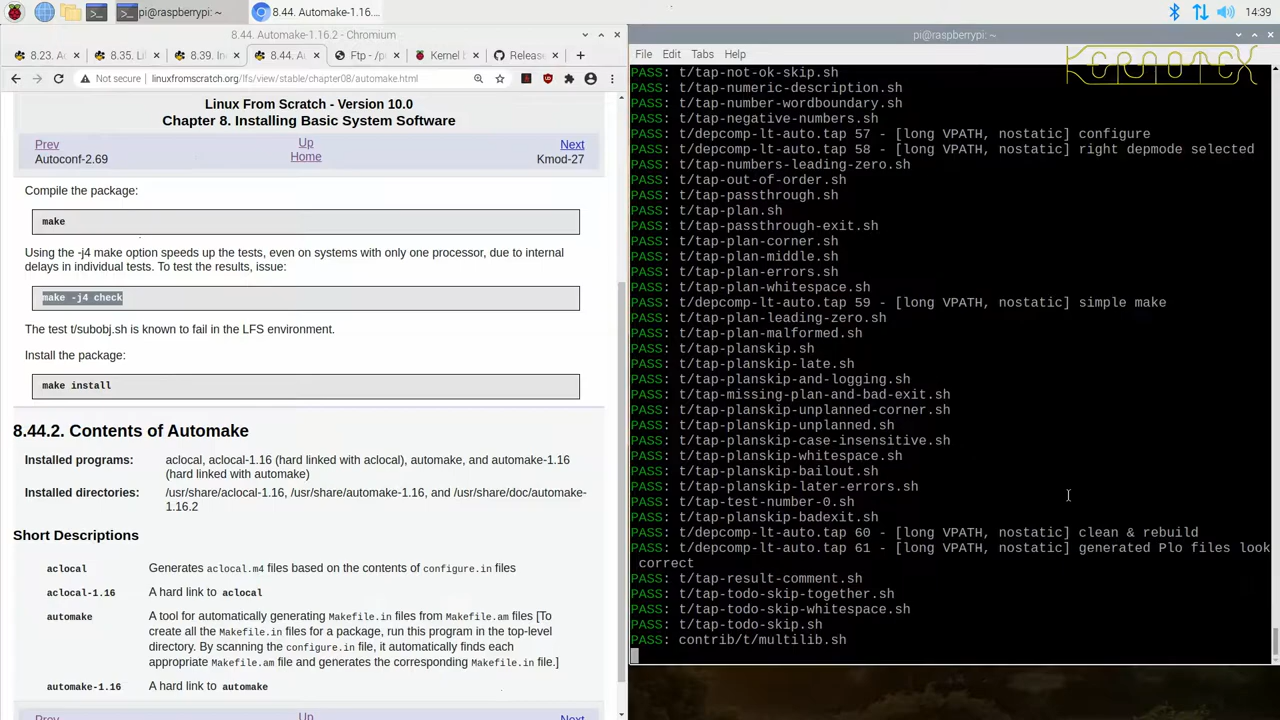 pi@raspberrypi
8.44. Automake-1.16.2...
14:39
8.44. Automake-1.16.2 - Chromium
8.23. Ac
8.35. Li
8.39. In
8.44. Au
Ftp - /p
Kernel
Release
Not secure | linuxfromscratch.org/lfs/view/stable/chapter08/automake.html
Linux From Scratch - Version 10.0
Chapter 8. Installing Basic System Software
Prev
Up
Next
Autoconf-2.69
Home
Kmod-27
Compile the package:
make
Using the -j4 make option speeds up the tests, even on systems with only one processor, due to internal
delays in individual tests. To test the results, issue:
make -j4 check
The test t/subobj.sh is known to fail in the LFS environment.
Install the package:
make install
8.44.2. Contents of Automake
Installed programs: aclocal, aclocal-1.16 (hard linked with aclocal), automake, and automake-1.16
(hard linked with automake)
Installed directories: /usr/share/aclocal-1.16, /usr/share/automake-1.16, and /usr/share/doc/automake-
1.16.2
Short Descriptions
aclocal Generates aclocal.m4 files based on the contents of configure.in files
aclocal-1.16 A hard link to aclocal
automake A tool for automatically generating Makefile.in files from Makefile.am files [To
create all the Makefile.in files for a package, run this program in the top-level
directory. By scanning the configure.in file, it automatically finds each
appropriate Makefile.am file and generates the corresponding Makefile.in file.]
automake-1.16 A hard link to automake
Prev
Up
Next
pi@raspberrypi: ~
File Edit Tabs Help
PASS: t/tap-not-ok-skip.sh
PASS: t/tap-numeric-description.sh
PASS: t/tap-number-wordboundary.sh
PASS: t/tap-negative-numbers.sh
PASS: t/depcomp-lt-auto.tap 57 - [long VPATH, nostatic] configure
PASS: t/depcomp-lt-auto.tap 58 - [long VPATH, nostatic] right depmode selected
PASS: t/tap-numbers-leading-zero.sh
PASS: t/tap-out-of-order.sh
PASS: t/tap-passthrough.sh
PASS: t/tap-plan.sh
PASS: t/tap-passthrough-exit.sh
PASS: t/tap-plan-corner.sh
PASS: t/tap-plan-middle.sh
PASS: t/tap-plan-errors.sh
PASS: t/tap-plan-whitespace.sh
PASS: t/depcomp-lt-auto.tap 59 - [long VPATH, nostatic] simple make
PASS: t/tap-plan-leading-zero.sh
PASS: t/tap-plan-malformed.sh
PASS: t/tap-planskip.sh
PASS: t/tap-planskip-late.sh
PASS: t/tap-planskip-and-logging.sh
PASS: t/tap-missing-plan-and-bad-exit.sh
PASS: t/tap-planskip-unplanned-corner.sh
PASS: t/tap-planskip-unplanned.sh
PASS: t/tap-planskip-case-insensitive.sh
PASS: t/tap-planskip-whitespace.sh
PASS: t/tap-planskip-bailout.sh
PASS: t/tap-planskip-later-errors.sh
PASS: t/tap-test-number-0.sh
PASS: t/tap-planskip-badexit.sh
PASS: t/depcomp-lt-auto.tap 60 - [long VPATH, nostatic] clean & rebuild
PASS: t/depcomp-lt-auto.tap 61 - [long VPATH, nostatic] generated Plo files look
correct
PASS: t/tap-result-comment.sh
PASS: t/tap-todo-skip-together.sh
PASS: t/tap-todo-skip-whitespace.sh
PASS: t/tap-todo-skip.sh
PASS: contrib/t/multilib.sh